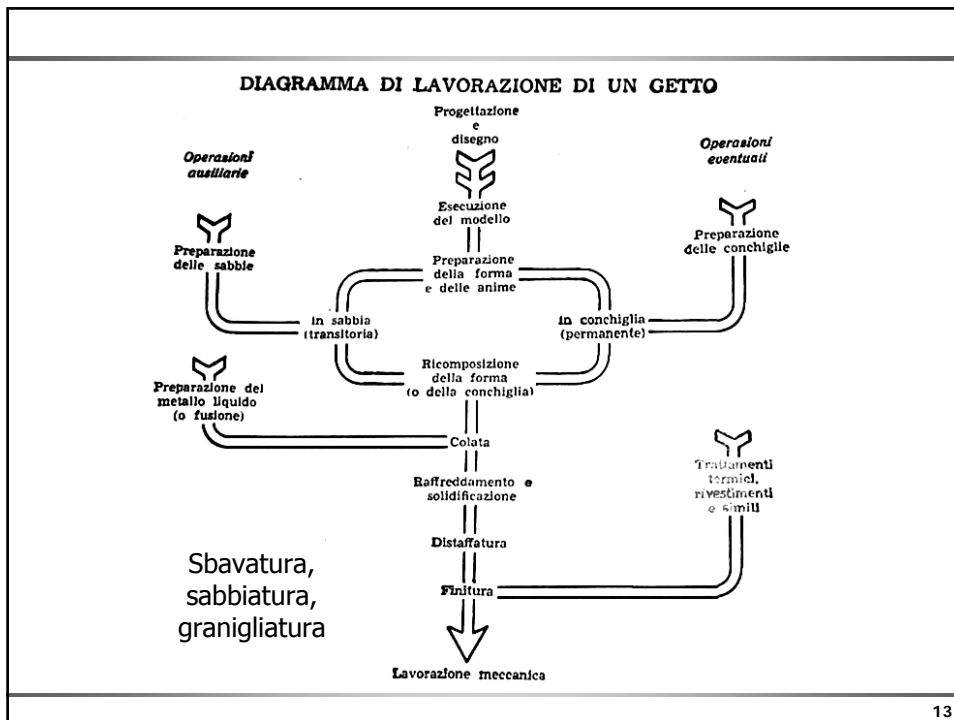 DIAGRAMMA DI LAVORAZIONE DI UN GETTO
Progettazione
e
disegno
Operasioni
ausiliarie
Operasioni
eventuali
Esecuzione
del modello
Preparazione
delle sabbie
Preparazione
delle conchiglie
Preparazione
della forma
e delle anime
in sabbia
(transitoria)
in conchiglia
(permanente)
Ricomposizione
della forma
(o della conchiglia)
Preparazione del
metallo liquido
(o fusione)
Colata
Trattamenti
termici,
rivestimenti
e simili
Raffreddamento e
solidificazione
Distaffatura
Sbavatura,
sabbiatura,
granigliatura
Finitura
Lavorazione meccanica
13